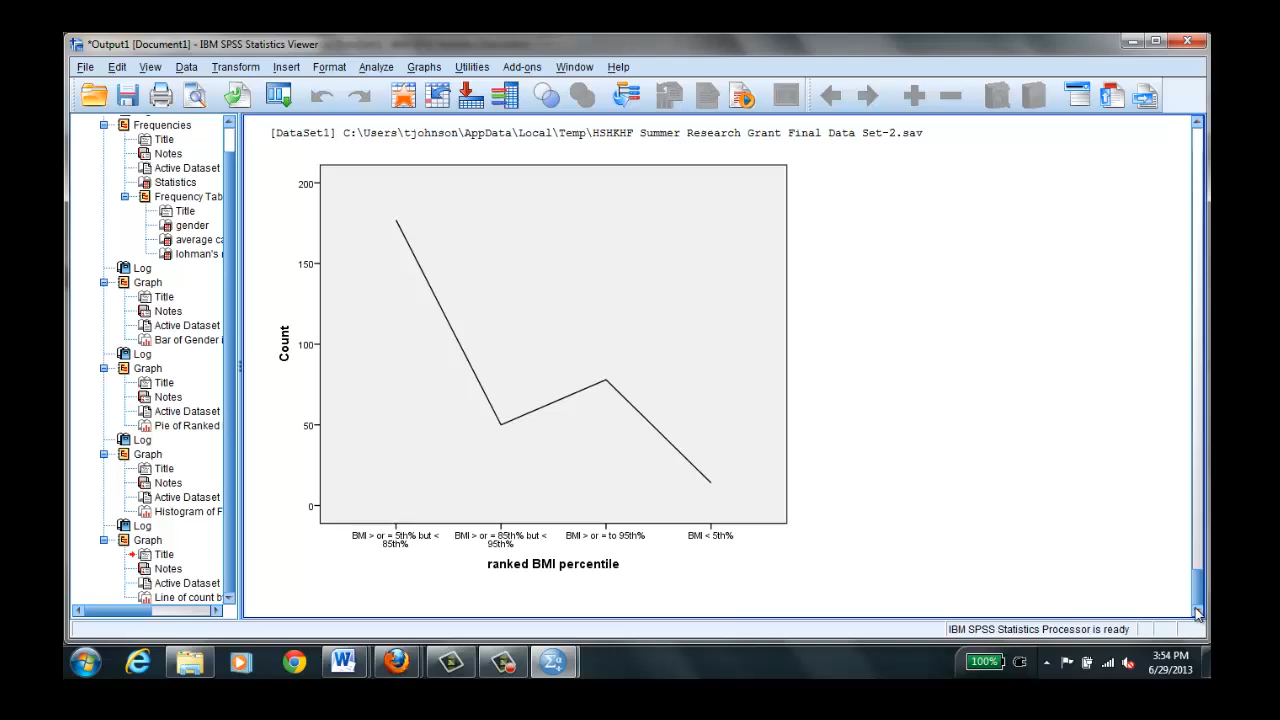 *Output1 [Document1] - IBM SPSS Statistics Viewer
File Edit View Data Transform Insert Format Analyze Graphs Utilities Add-ons Window Help
Frequencies
Title
Notes
Active Dataset
Statistics
Frequency Tab
Title
gender
average ca
lohman's
Log
Graph
Title
Notes
Active Dataset
Bar of Gender i
Log
Graph
Title
Notes
Active Dataset
Pie of Ranked
Log
Graph
Title
Notes
Active Dataset
Histogram of F
Log
Graph
Title
Notes
Active Dataset
Line of count b
[DataSet1] C:\Users\tjohnson\AppData\Local\Temp\HSHKHF Summer Research Grant Final Data Set-2.sav
200
150
100
50
0
Count
BMI > or = 5th% but <
85th%
BMI > or = 85th% but <
95th%
BMI > or = to 95th%
BMI < 5th%
ranked BMI percentile
IBM SPSS Statistics Processor is ready
100%
3:54 PM
6/29/2013